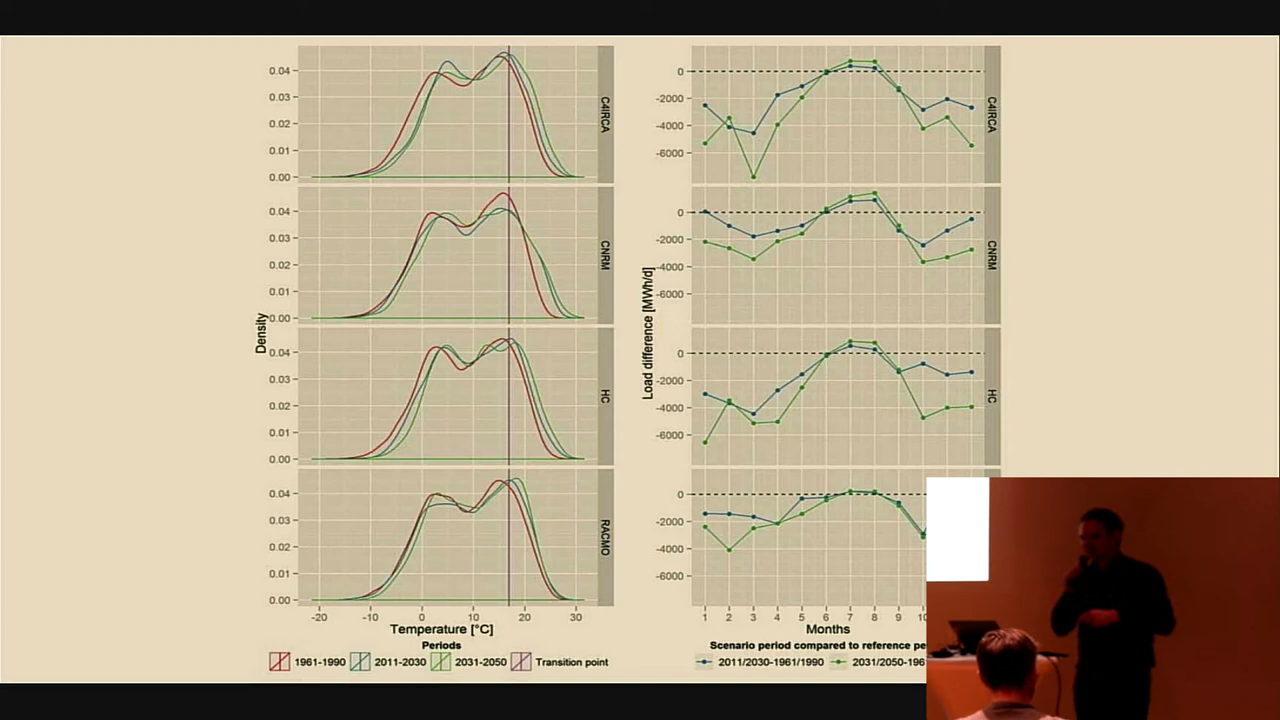 0.04
0.03
0.02
0.01
0.00
C4IRCA
0.04
0.03
0.02
0.01
0.00
CNRM
0.04
0.03
0.02
0.01
0.00
HC
0.04
0.03
0.02
0.01
0.00
RACMO
Density
-20 -10 0 10 20 30
Temperature [°C]
Periods
1961-1990 2011-2030 2031-2050 Transition point
0
-2000
-4000
-6000
C4IRCA
0
-2000
-4000
-6000
CNRM
0
-2000
-4000
-6000
HC
0
-2000
-4000
-6000
Load difference [MWh/d]
1 2 3 4 5 6 7 8 9
Months
Scenario period compared to reference
2011/2030-1961/1990